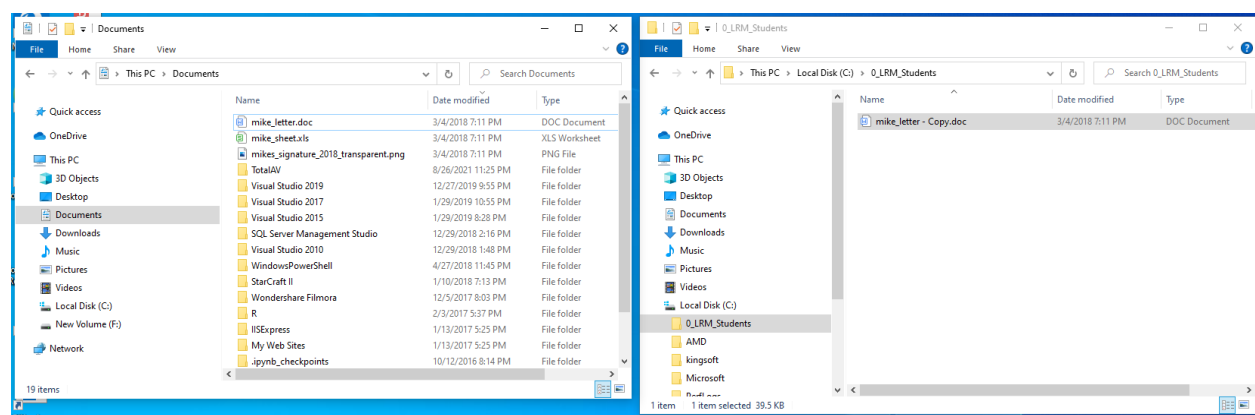 Documents
File Home Share View
This PC > Documents
Search Documents
Quick access
OneDrive
This PC
3D Objects
Desktop
Documents
Downloads
Music
Pictures
Videos
Local Disk (C:)
New Volume (F:)
Network
Name Date modified Type
mike_letter.doc 3/4/2018 7:11 PM DOC Document
mike_sheet.xls 3/4/2018 7:11 PM XLS Worksheet
mikes_signature_2018_transparent.png 3/4/2018 7:11 PM PNG File
TotalAV 8/26/2021 11:25 PM File folder
Visual Studio 2019 12/27/2019 9:55 PM File folder
Visual Studio 2017 1/29/2019 10:55 PM File folder
Visual Studio 2015 1/29/2019 8:28 PM File folder
SQL Server Management Studio 12/29/2018 2:16 PM File folder
Visual Studio 2010 12/29/2018 1:48 PM File folder
WindowsPowerShell 4/27/2018 11:45 PM File folder
StarCraft II 1/10/2018 7:13 PM File folder
Wondershare Filmora 12/5/2017 8:03 PM File folder
R 2/3/2017 5:37 PM File folder
IISExpress 1/13/2017 5:25 PM File folder
My Web Sites 1/13/2017 5:25 PM File folder
.ipynb_checkpoints 10/12/2016 8:14 PM File folder
19 items
0_LRM_Students
File Home Share View
This PC > Local Disk (C:) > 0_LRM_Students
Search 0_LRM_Students
Quick access
OneDrive
This PC
3D Objects
Desktop
Documents
Downloads
Music
Pictures
Videos
Local Disk (C:)
0_LRM_Students
AMD
kingsoft
Microsoft
Name Date modified Type
mike_letter - Copy.doc 3/4/2018 7:11 PM DOC Document
1 item 1 item selected 39.5 KB